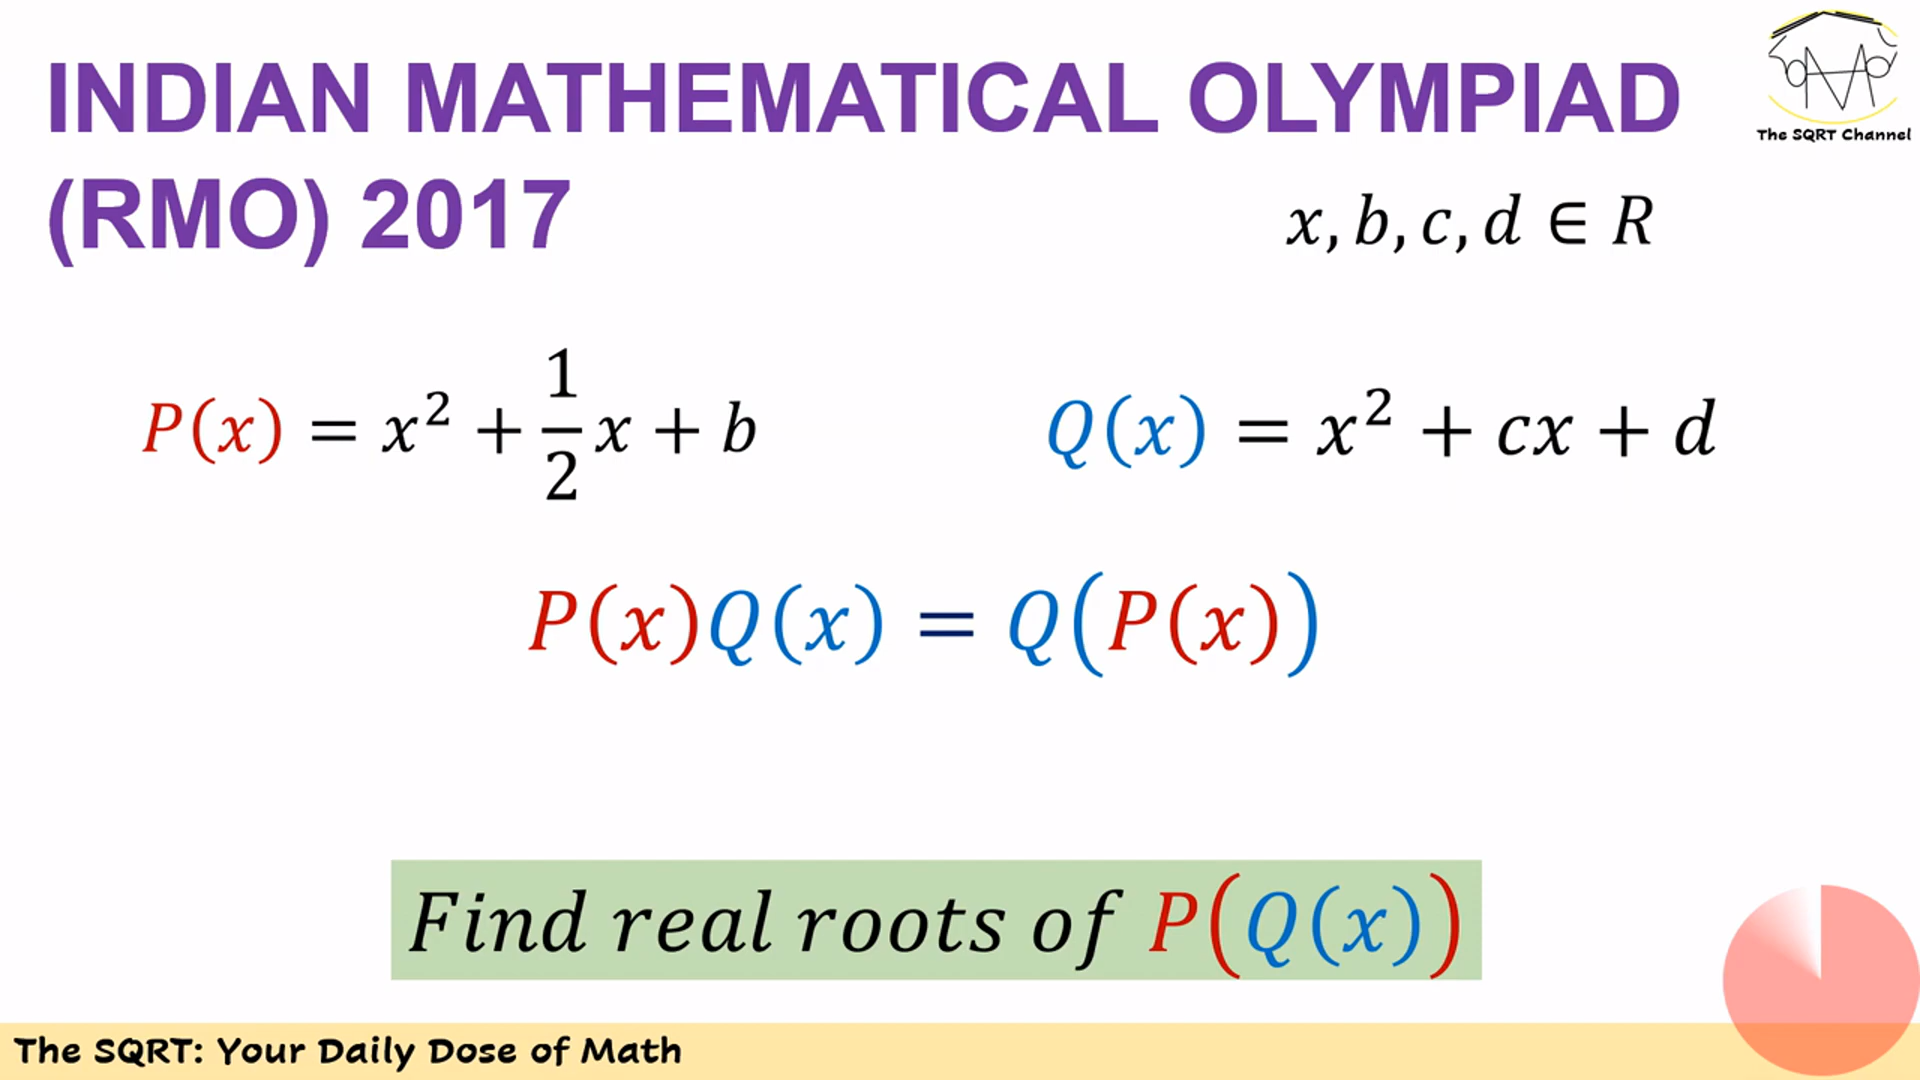 INDIAN MATHEMATICAL OLYMPIAD
The SQRT Channel
(RMO) 2017
x, b, c, d ∈ R
P(x) = x² + 1/2 x + b
Q(x) = x² + cx + d
P(x)Q(x) = Q(P(x))
Find real roots of P(Q(x))
The SQRT: Your Daily Dose of Math